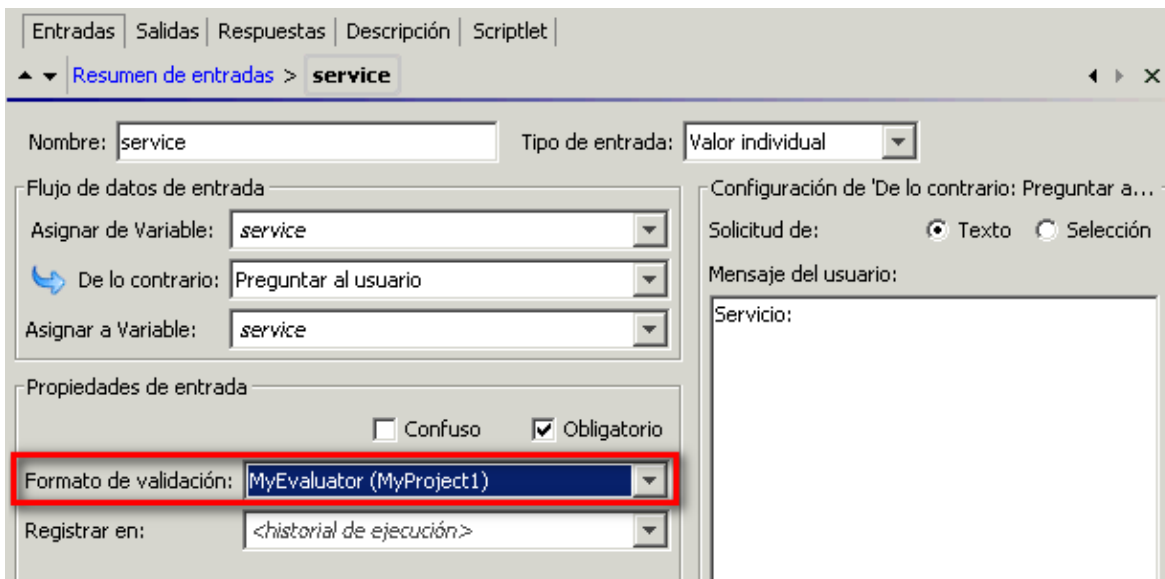 Entradas Salidas Respuestas Descripción Scriptlet
Resumen de entradas > service
Nombre: service Tipo de entrada: Valor individual
Flujo de datos de entrada
Asignar de Variable: service
De lo contrario: Preguntar al usuario
Asignar a Variable: service
Configuración de 'De lo contrario: Preguntar a...
Solicitud de: Texto Selección
Mensaje del usuario:
Servicio:
Propiedades de entrada
Confuso Obligatorio
Formato de validación: MyEvaluator (MyProject1)
Registrar en: <historial de ejecución>